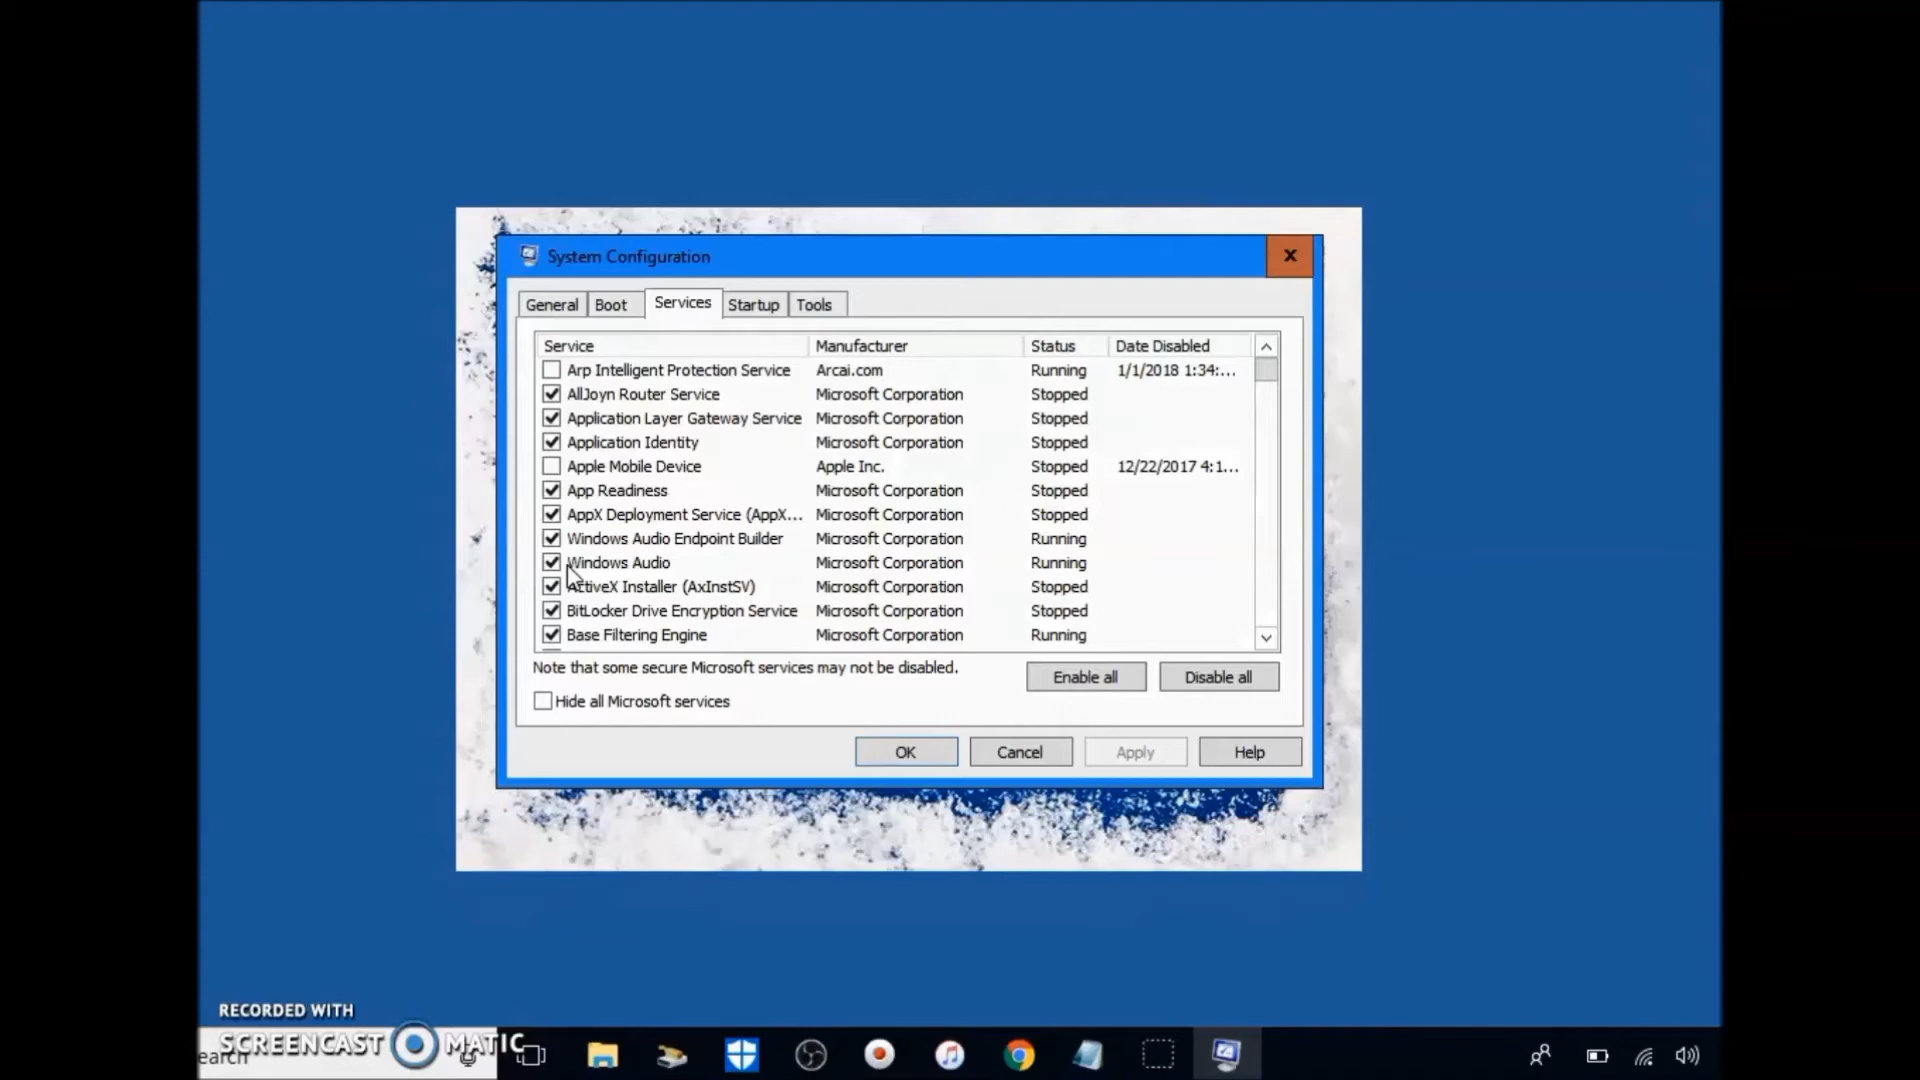 System Configuration
x
General Boot Services Startup Tools
Service Manufacturer Status Date Disabled
Arp Intelligent Protection Service Arcai.com Running 1/1/2018 1:34:...
AllJoyn Router Service Microsoft Corporation Stopped
Application Layer Gateway Service Microsoft Corporation Stopped
Application Identity Microsoft Corporation Stopped
Apple Mobile Device Apple Inc. Stopped 12/22/2017 4:1...
App Readiness Microsoft Corporation Stopped
AppX Deployment Service (AppX... Microsoft Corporation Stopped
Windows Audio Endpoint Builder Microsoft Corporation Running
Windows Audio Microsoft Corporation Running
ActiveX Installer (AxInstSV) Microsoft Corporation Stopped
BitLocker Drive Encryption Service Microsoft Corporation Stopped
Base Filtering Engine Microsoft Corporation Running
Note that some secure Microsoft services may not be disabled.
Enable all Disable all
Hide all Microsoft services
OK Cancel Apply Help
RECORDED WITH
SCREENCAST MATIC
earch